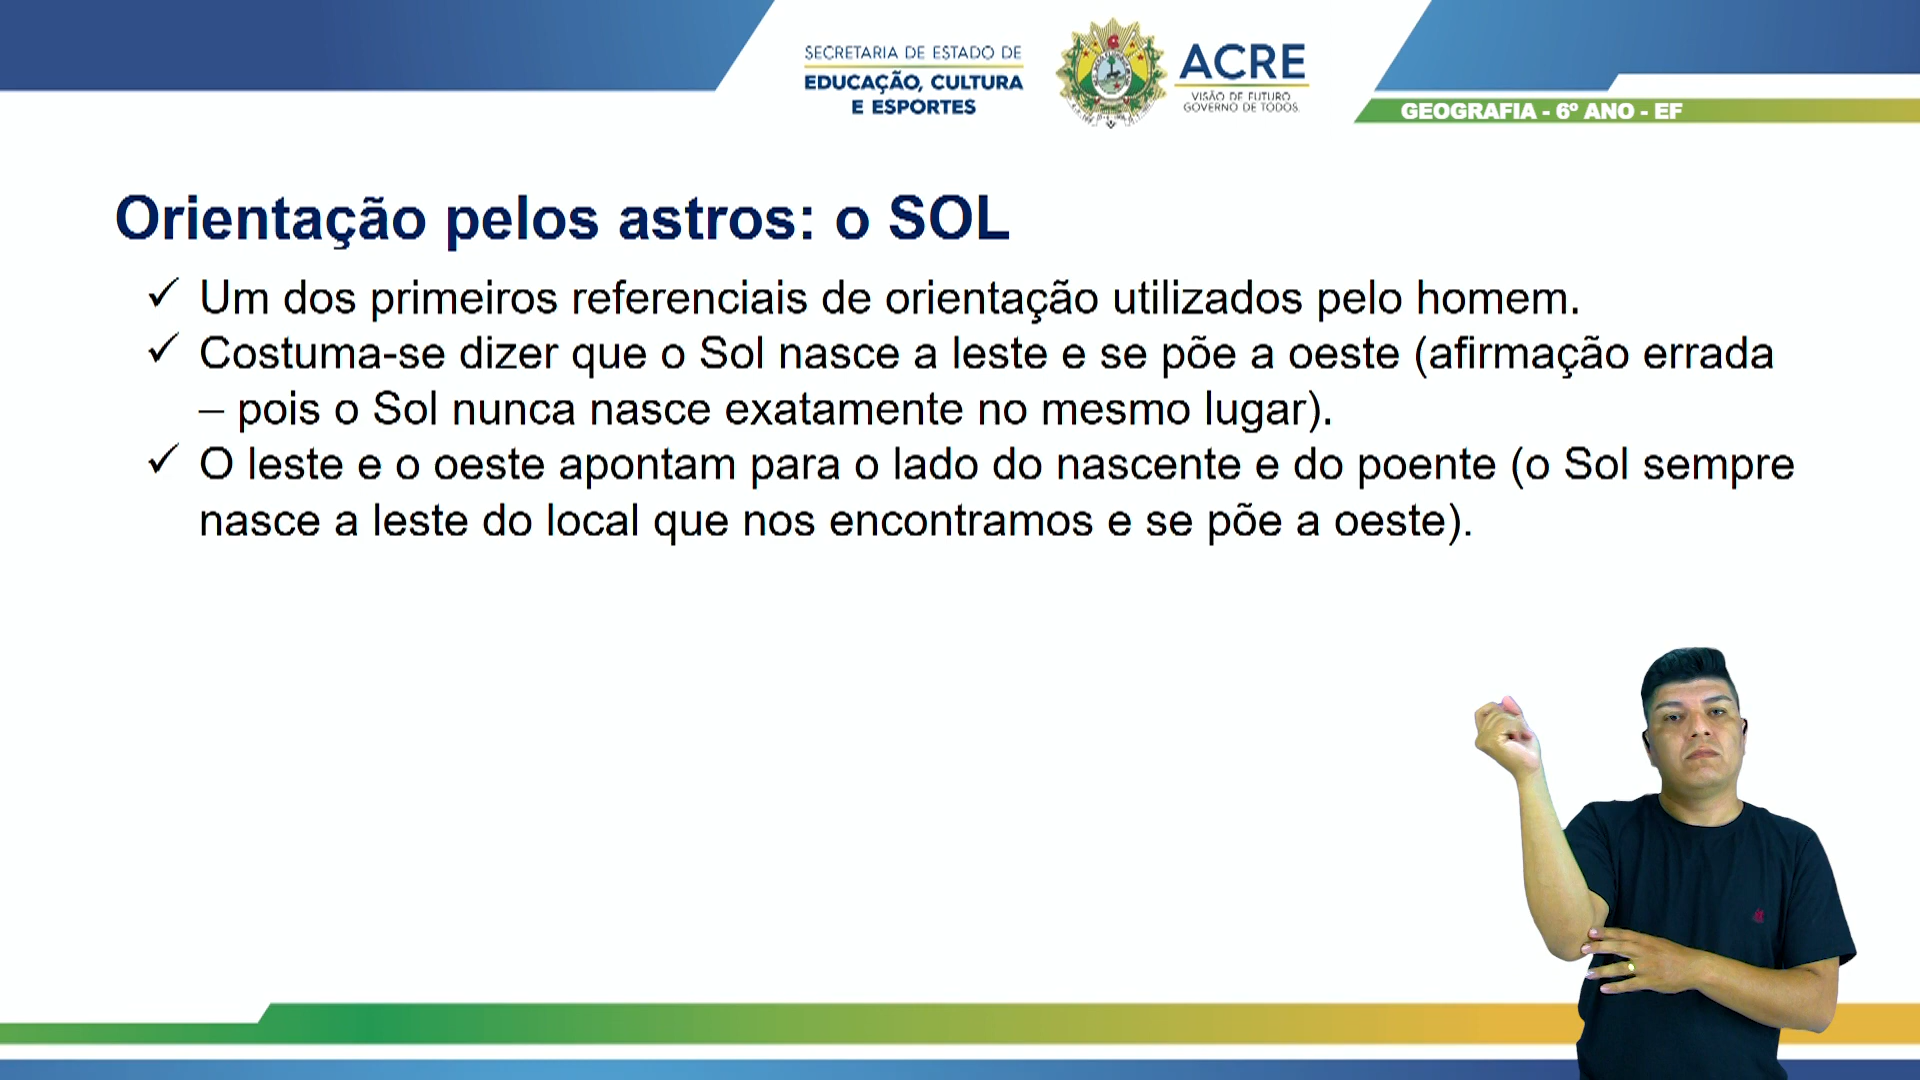 SECRETARIA DE ESTADO DE
EDUCAÇÃO, CULTURA
E ESPORTES
ACRE
VISÃO DE FUTURO
GOVERNO DE TODOS.
GEOGRAFIA - 6º ANO - EF
Orientação pelos astros: o SOL
✓ Um dos primeiros referenciais de orientação utilizados pelo homem.
✓ Costuma-se dizer que o Sol nasce a leste e se põe a oeste (afirmação errada
– pois o Sol nunca nasce exatamente no mesmo lugar).
✓ O leste e o oeste apontam para o lado do nascente e do poente (o Sol sempre
nasce a leste do local que nos encontramos e se põe a oeste).